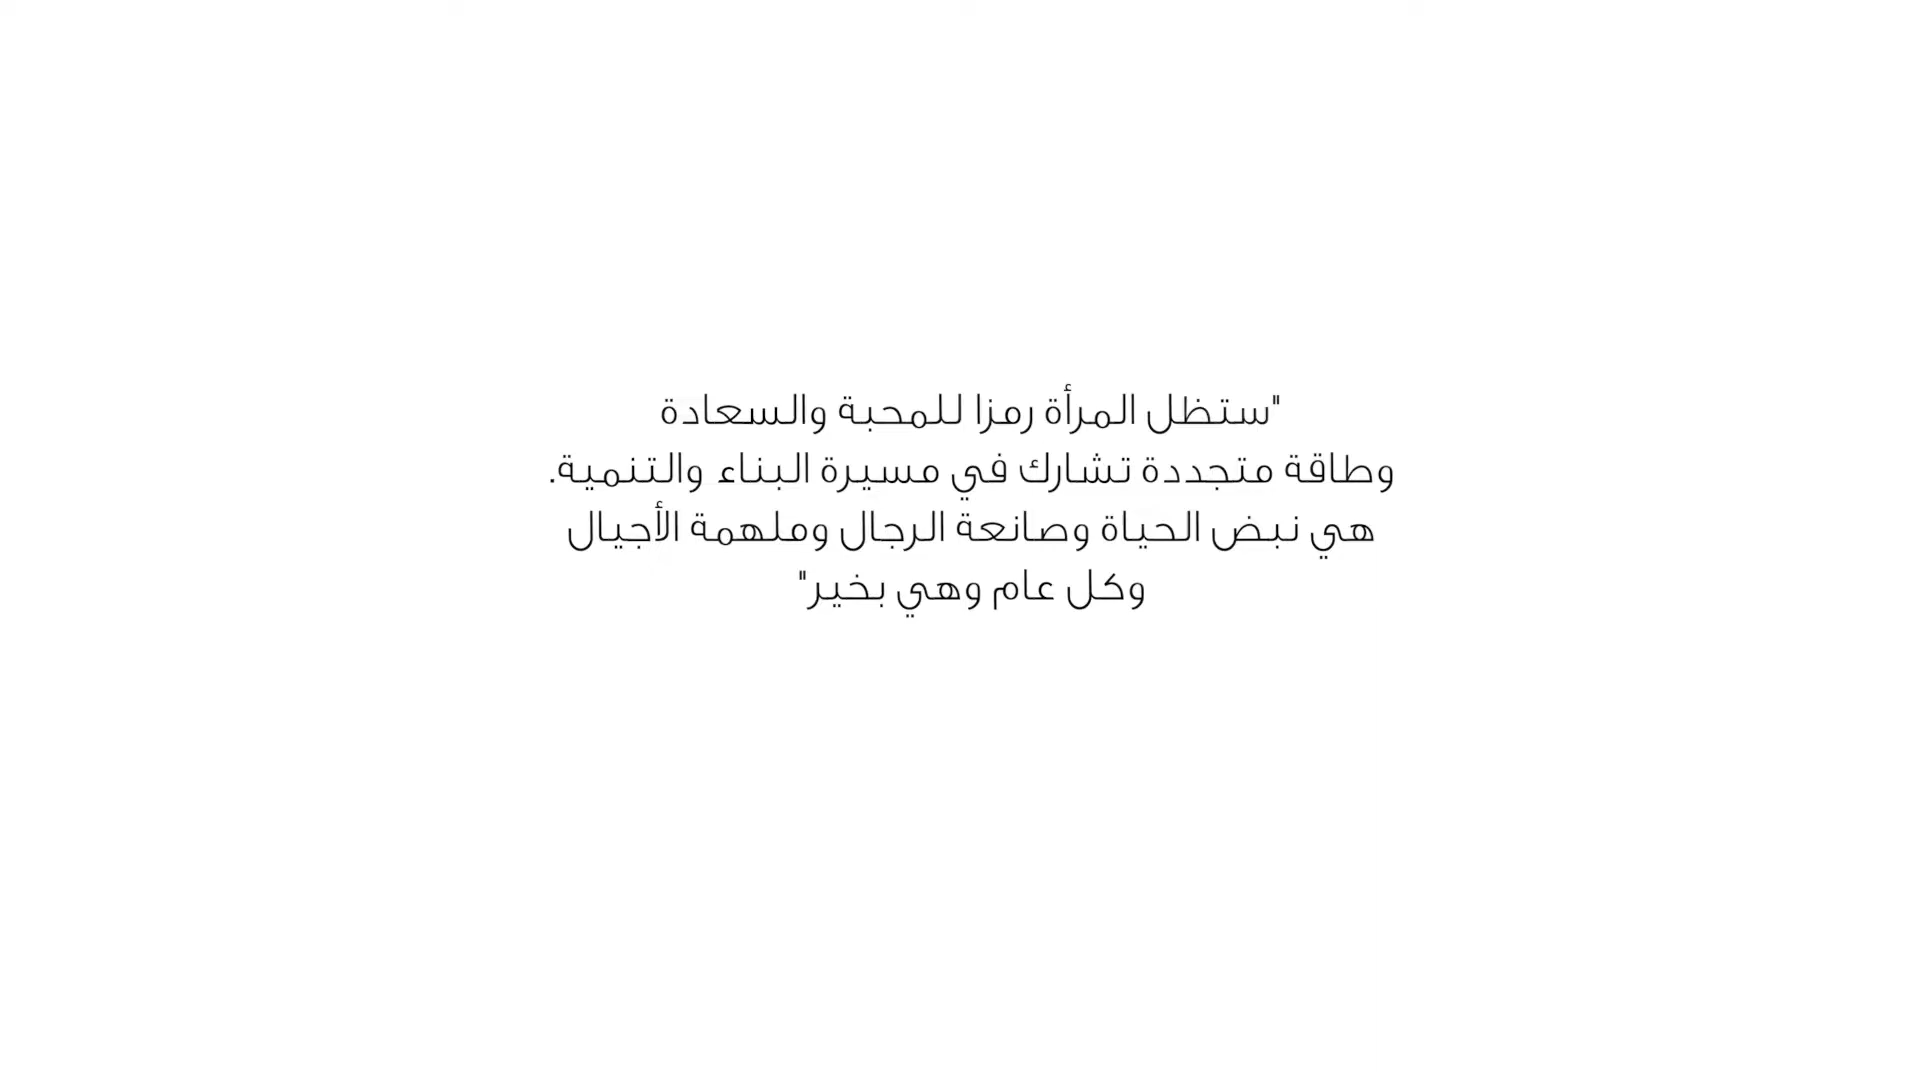 "ستظل المرأة رمزا للمحبة والسعادة
وطاقة متجددة تشارك في مسيرة البناء والتنمية.
هي نبض الحياة وصانعة الرجال وملهمة الأجيال
وكل عام وهي بخير"